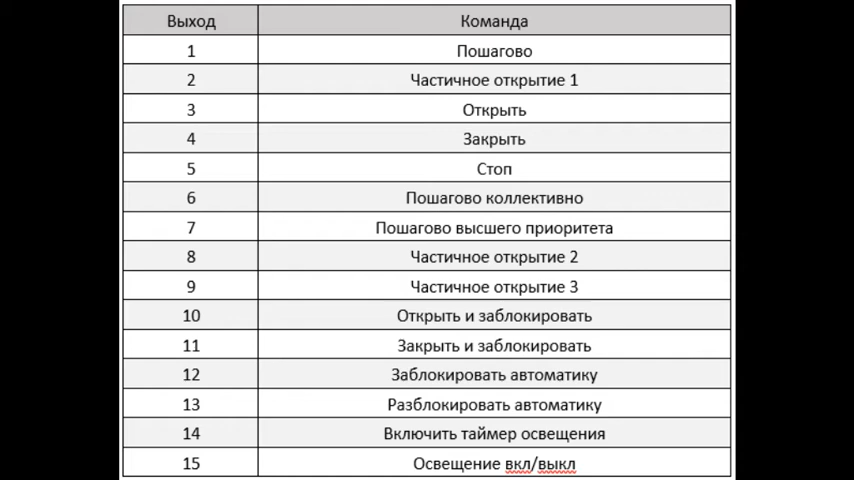 Выход Команда
1 Пошагово
2 Частичное открытие 1
3 Открыть
4 Закрыть
5 Стоп
6 Пошагово коллективно
7 Пошагово высшего приоритета
8 Частичное открытие 2
9 Частичное открытие 3
10 Открыть и заблокировать
11 Закрыть и заблокировать
12 Заблокировать автоматику
13 Разблокировать автоматику
14 Включить таймер освещения
15 Освещение вкл/выкл